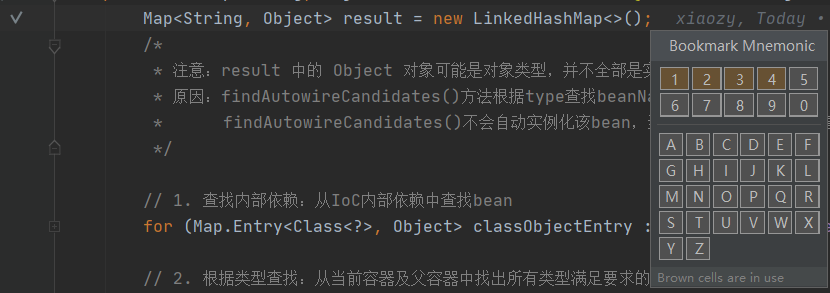 Map<String, Object> result = new LinkedHashMap<>(); xiaozy, Today •
/*
* 注意：result 中的 Object 对象可能是对象类型，并不全部是
* 原因：findAutowireCandidates()方法根据type查找beanNa
* findAutowireCandidates()不会自动实例化该bean，
*/
// 1. 查找内部依赖：从IoC内部依赖中查找bean
for (Map.Entry<Class<?>, Object> classObjectEntry :
// 2. 根据类型查找：从当前容器及父容器中找出所有类型满足要求的
Bookmark Mnemonic
1 2 3 4 5
6 7 8 9 0
A B C D E F
G H I J K L
M N O P Q R
S T U V W X
Y Z
Brown cells are in use